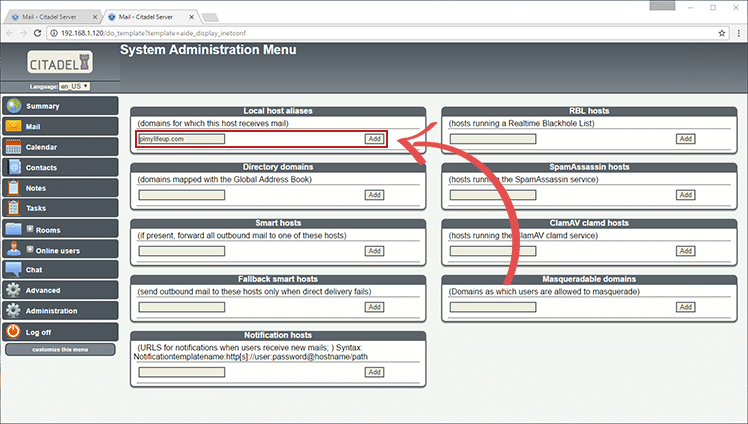 Mail - Citadel Server
Mail - Citadel Server
192.168.1.120/do_template?template=aide_display_inetconf
CITADEL
System Administration Menu
Language: en_US
Summary
Mail
Calendar
Contacts
Notes
Tasks
Rooms
Online users
Chat
Advanced
Administration
Log off
customize this menu
Local host aliases
(domains for which this host receives mail)
pimylifeup.com Add
Directory domains
(domains mapped with the Global Address Book)
Add
Smart hosts
(if present, forward all outbound mail to one of these hosts)
Add
Fallback smart hosts
(send outbound mail to these hosts only when direct delivery fails)
Add
Notification hosts
(URLS for notifications when users receive new mails; ) Syntax:
Notificationtemplatename:http[s]://user:password@hostname/path
Add
RBL hosts
(hosts running a Realtime Blackhole List)
Add
SpamAssassin hosts
(hosts running the SpamAssassin service)
Add
ClamAV clamd hosts
(hosts running the ClamAV clamd service)
Add
Masqueradable domains
(Domains as which users are allowed to masquerade)
Add